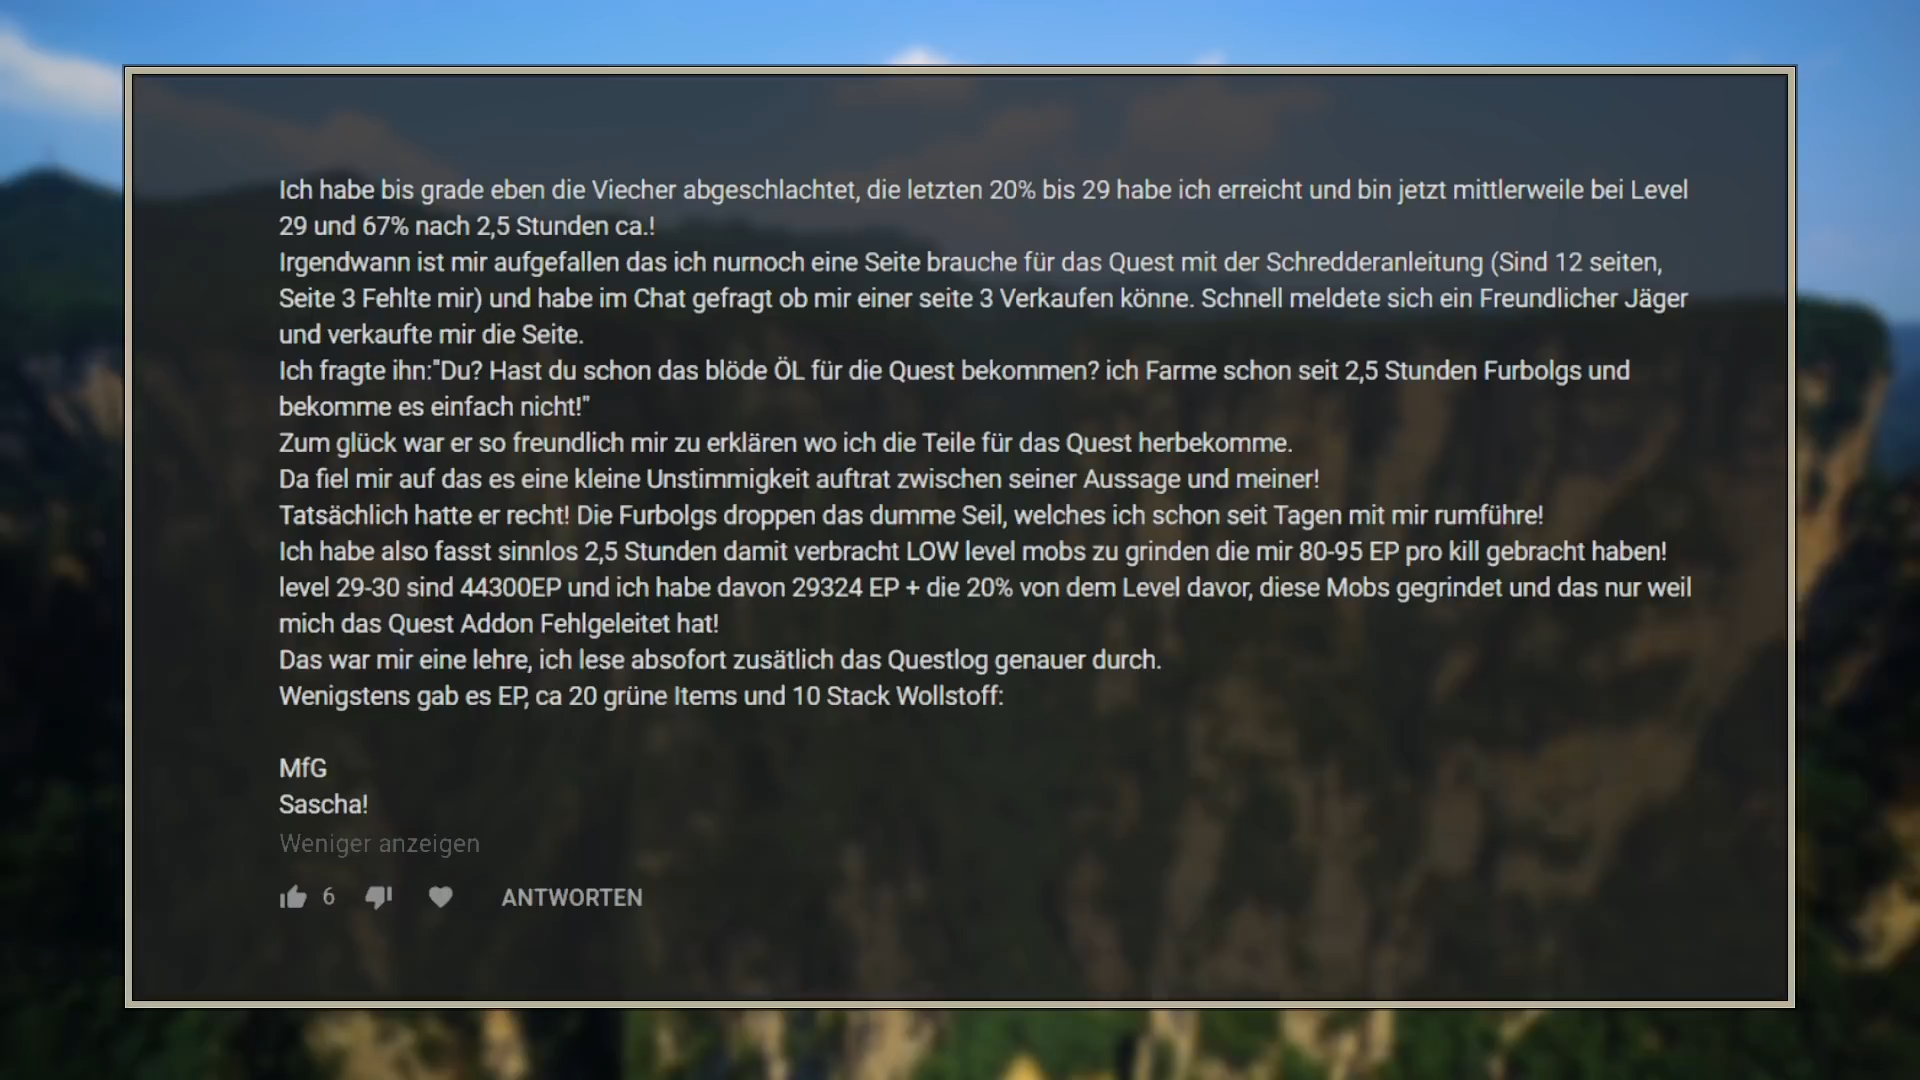 Ich habe bis grade eben die Viecher abgeschlachtet, die letzten 20% bis 29 habe ich erreicht und bin jetzt mittlerweile bei Level
29 und 67% nach 2,5 Stunden ca.!
Irgendwann ist mir aufgefallen das ich nurnoch eine Seite brauche für das Quest mit der Schredderanleitung (Sind 12 seiten,
Seite 3 Fehlte mir) und habe im Chat gefragt ob mir einer seite 3 Verkaufen könne. Schnell meldete sich ein Freundlicher Jäger
und verkaufte mir die Seite.
Ich fragte ihn:"Du? Hast du schon das blöde ÖL für die Quest bekommen? ich Farme schon seit 2,5 Stunden Furbolgs und
bekomme es einfach nicht!"
Zum glück war er so freundlich mir zu erklären wo ich die Teile für das Quest herbekomme.
Da fiel mir auf das es eine kleine Unstimmigkeit auftrat zwischen seiner Aussage und meiner!
Tatsächlich hatte er recht! Die Furbolgs droppen das dumme Seil, welches ich schon seit Tagen mit mir rumführe!
Ich habe also fasst sinnlos 2,5 Stunden damit verbracht LOW level mobs zu grinden die mir 80-95 EP pro kill gebracht haben!
level 29-30 sind 44300EP und ich habe davon 29324 EP + die 20% von dem Level davor, diese Mobs gegrindet und das nur weil
mich das Quest Addon Fehlgeleitet hat!
Das war mir eine lehre, ich lese absofort zusätlich das Questlog genauer durch.
Wenigstens gab es EP, ca 20 grüne Items und 10 Stack Wollstoff:
MfG
Sascha!
Weniger anzeigen
6 ANTWORTEN